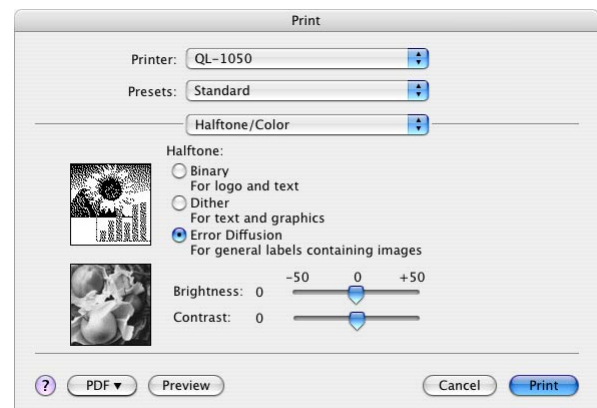 Print
Printer: QL-1050
Presets: Standard
Halftone/Color
Halftone:
Binary
For logo and text
Dither
For text and graphics
Error Diffusion
For general labels containing images
-50 0 +50
Brightness: 0
Contrast: 0
? PDF▼ Preview Cancel Print